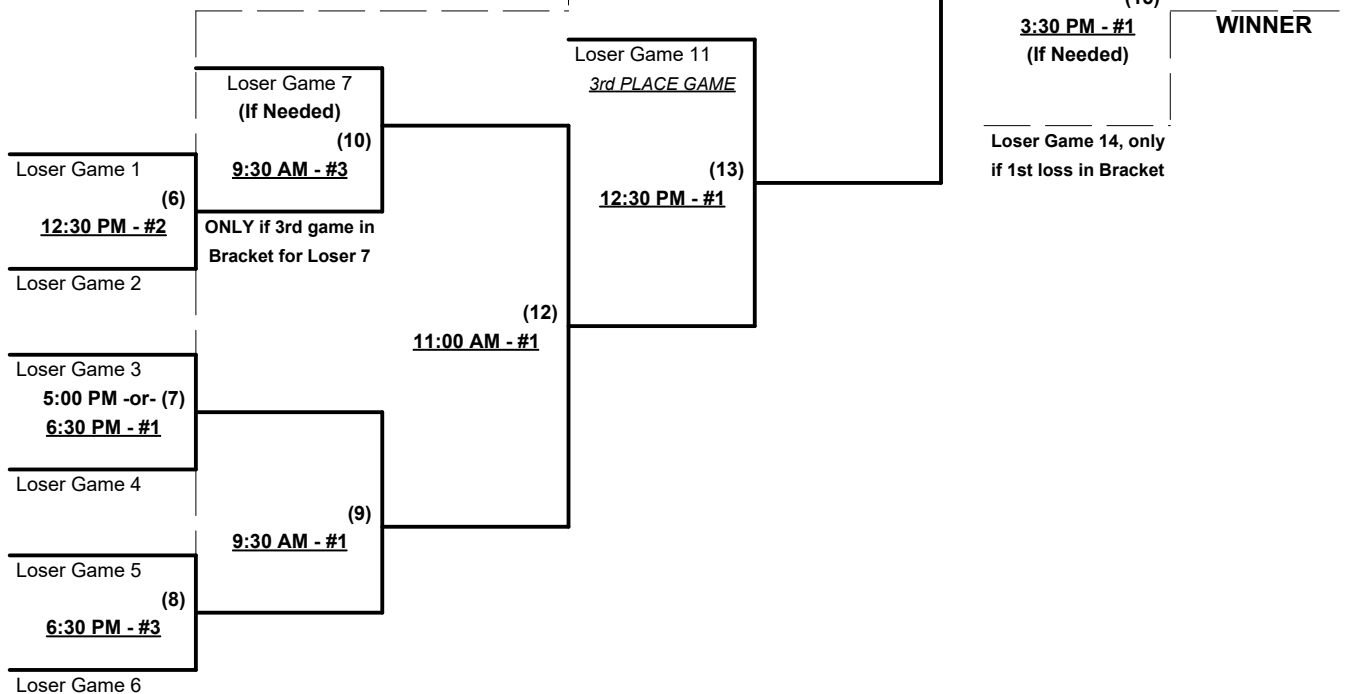 3:30 PM - #1
(If Needed)
WINNER
Loser Game 11
3rd PLACE GAME
Loser Game 7
(If Needed)
(10)
9:30 AM - #3
Loser Game 14, only
if 1st loss in Bracket
Loser Game 1
(6)
12:30 PM - #2
(13)
12:30 PM - #1
ONLY if 3rd game in
Bracket for Loser 7
Loser Game 2
(12)
11:00 AM - #1
Loser Game 3
5:00 PM -or- (7)
6:30 PM - #1
Loser Game 4
(9)
9:30 AM - #1
Loser Game 5
(8)
6:30 PM - #3
Loser Game 6